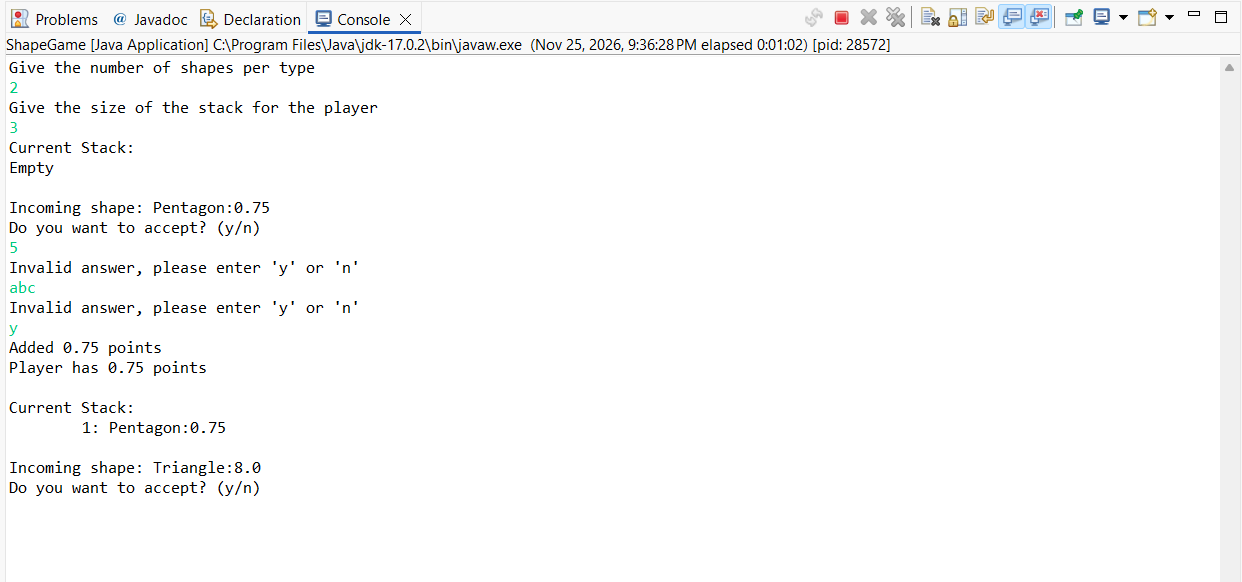 Problems @ Javadoc Declaration Console
ShapeGame [Java Application] C:\Program Files\Java\jdk-17.0.2\bin\javaw.exe (Nov 25, 2026, 9:36:28 PM elapsed 0:01:02) [pid: 28572]
Give the number of shapes per type
2
Give the size of the stack for the player
3
Current Stack:
Empty
Incoming shape: Pentagon:0.75
Do you want to accept? (y/n)
5
Invalid answer, please enter 'y' or 'n'
abc
Invalid answer, please enter 'y' or 'n'
y
Added 0.75 points
Player has 0.75 points
Current Stack:
1: Pentagon:0.75
Incoming shape: Triangle:8.0
Do you want to accept? (y/n)